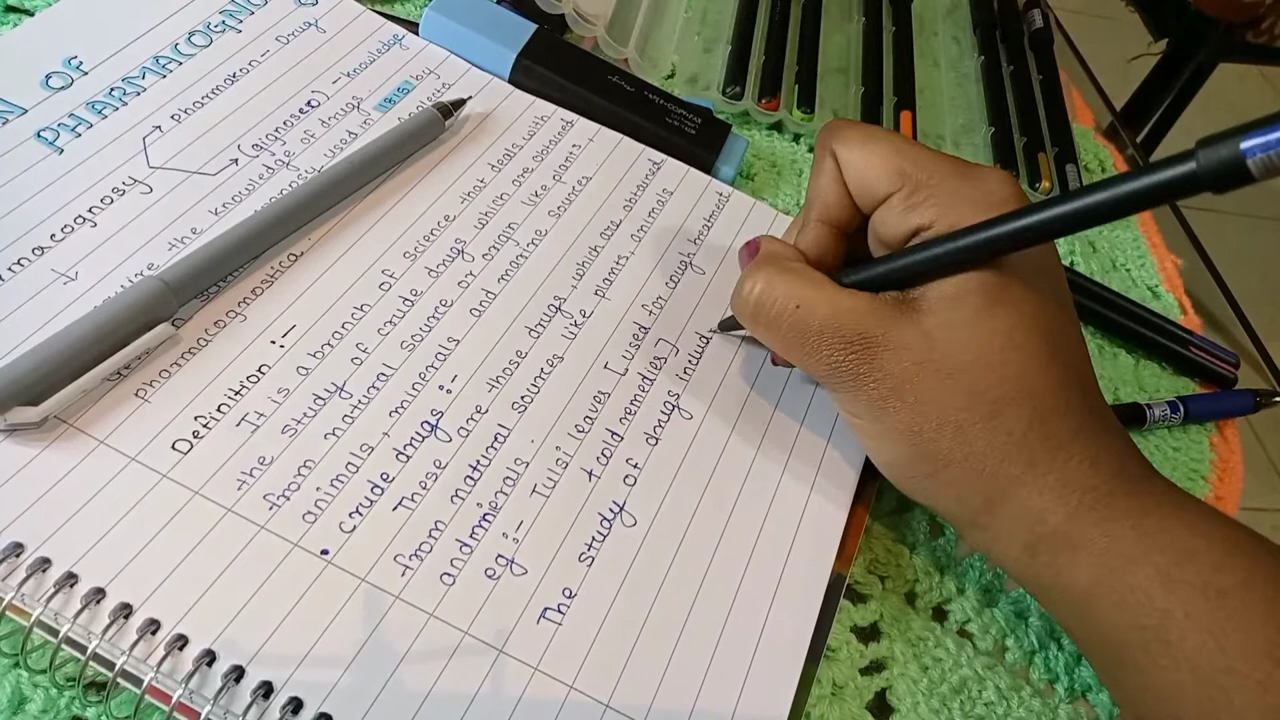 OF
PHARMACOGNO
macognosy
Pharmakon - Drug
(gignosco) - knowledge
the knowledge of drugs.
used in 1815 by
pharmacognostica.
Definition :-
It is a branch of science that deals with
the study of crude drugs which are obtained
from natural source or origin like plants,
animals, minerals and marine sources
• crude drugs :-
These are those drugs, which are obtained
from natural sources like plants, animals
and minierals.
eg :- Tulsi leaves [used for cough treatment
+ cold remedies]
The study of drugs includ